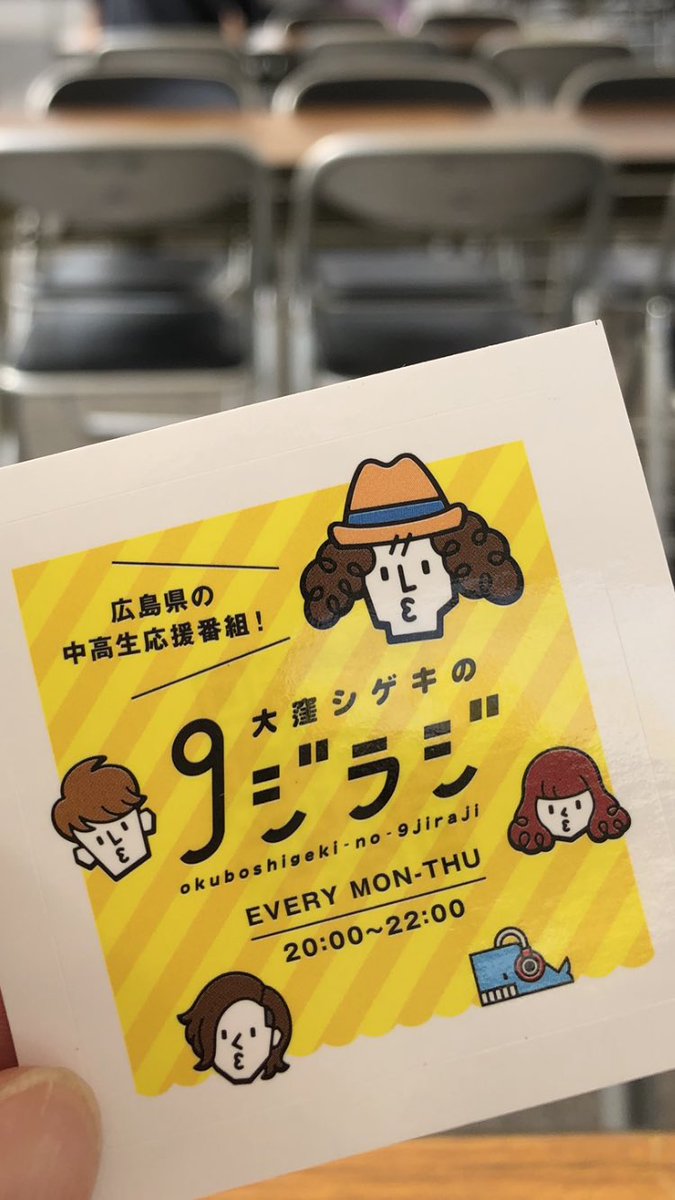 広島県の
中高生応援番組!
大窪シゲキの
9ジラジ
okuboshigeki-no-9Jiraji
EVERY MON-THU
20:00~22:00